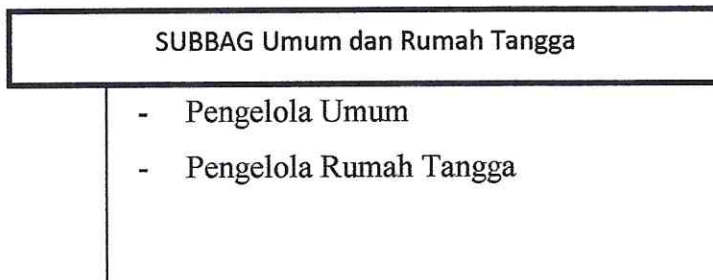 SUBBAG Umum dan Rumah Tangga
- Pengelola Umum
- Pengelola Rumah Tangga